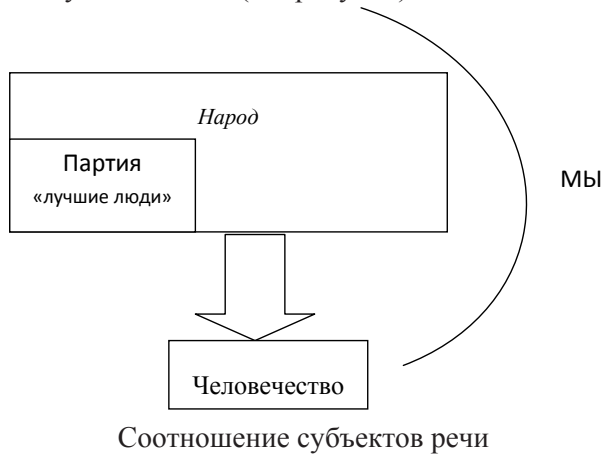 Народ
Партия
«лучшие люди»
МЫ
Человечество
Соотношение субъектов речи